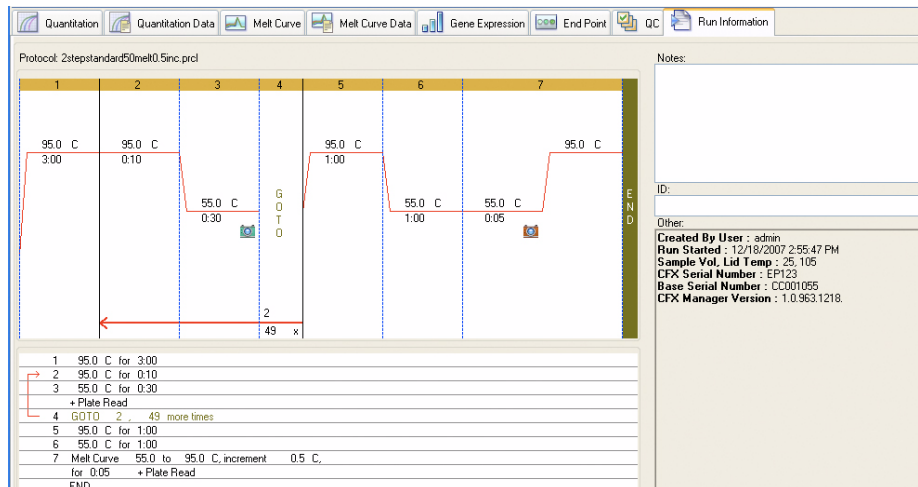 Quantitation Quantitation Data Melt Curve Melt Curve Data Gene Expression End Point QC Run Information
Protocol: 2stepstandard50melt0.5inc.prcl
1 2 3 4 5 6 7
95.0 C 95.0 C 95.0 C 95.0 C
3:00 0:10 1:00
55.0 C 55.0 C 55.0 C
0:30 1:00 0:05
GOTO
END
2
49 x
1 95.0 C for 3:00
2 95.0 C for 0:10
3 55.0 C for 0:30
+ Plate Read
4 GOTO 2 , 49 more times
5 95.0 C for 1:00
6 55.0 C for 1:00
7 Melt Curve 55.0 to 95.0 C, increment 0.5 C,
for 0:05 + Plate Read
END
Notes:
ID:
Other:
Created By User : admin
Run Started : 12/18/2007 2:55:47 PM
Sample Vol, Lid Temp : 25, 105
CFX Serial Number : EP123
Base Serial Number : CC001055
CFX Manager Version : 1.0.963.1218.